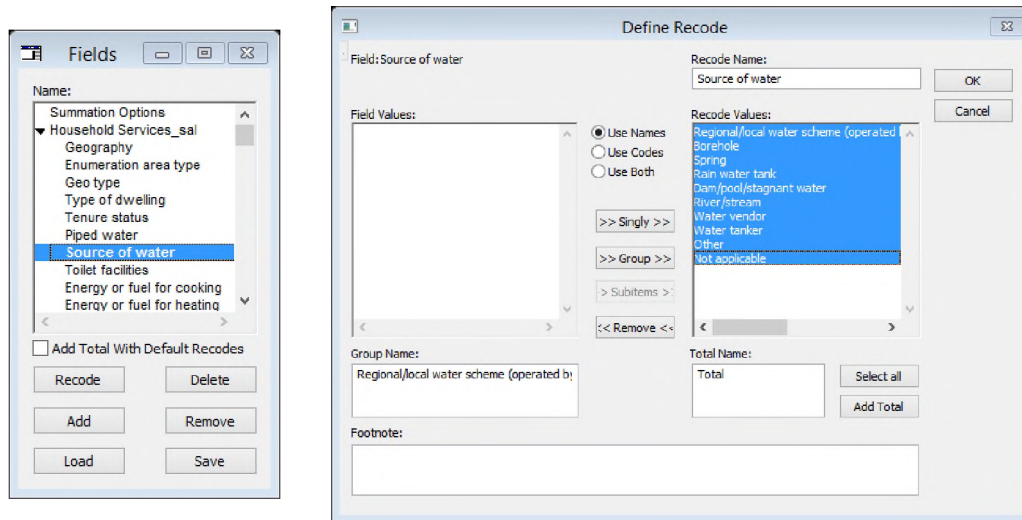 Fields
Name:
Summation Options
Household Services_sal
Geography
Enumeration area type
Geo type
Type of dwelling
Tenure status
Piped water
Source of water
Toilet facilities
Energy or fuel for cooking
Energy or fuel for heating
Add Total With Default Recodes
Recode
Delete
Add
Remove
Load
Save
Define Recode
Field:Source of water
Recode Name:
Source of water
OK
Cancel
Field Values:
Use Names
Use Codes
Use Both
>> Singly >>
>> Group >>
> Subitems >
<< Remove <<
Recode Values:
Regional/local water scheme (operated
Borehole
Spring
Rain water tank
Dam/pool/stagnant water
River/stream
Water vendor
Water tanker
Other
Not applicable
Group Name:
Regional/local water scheme (operated by
Total Name:
Total
Select all
Add Total
Footnote: